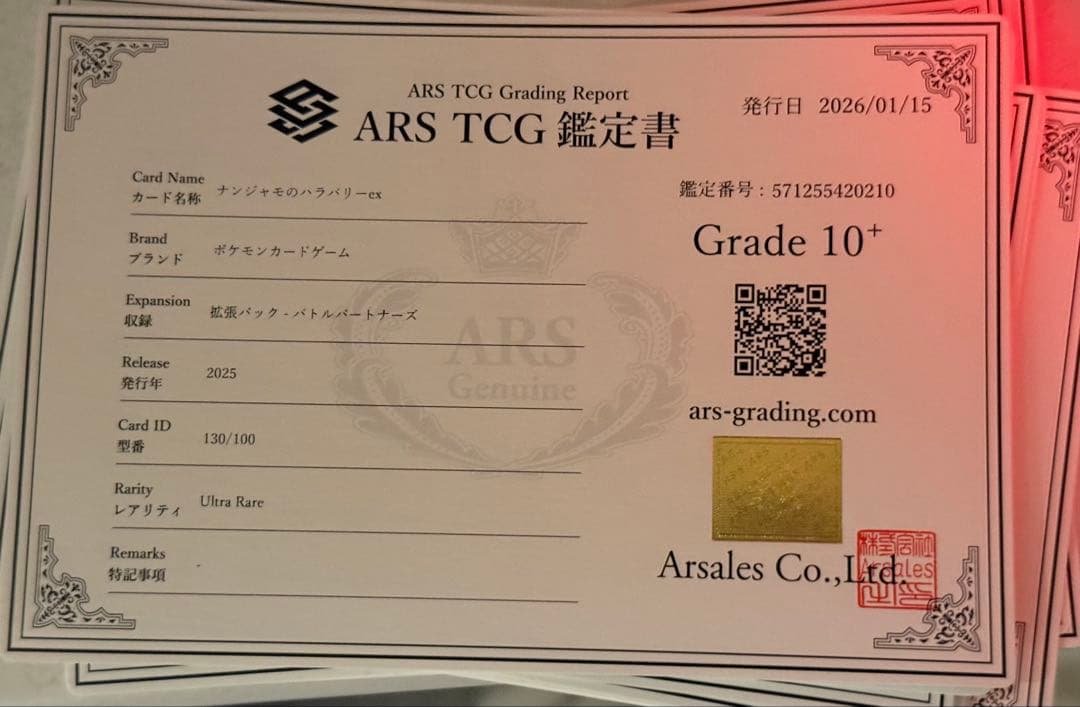 ARS TCG Grading Report
ARS TCG 鑑定書
発行日 2026/01/15
Card Name
カード名称 ナンジャモのハラバリーex
Brand
ブランド ポケモンカードゲーム
Expansion
収録 拡張パック - バトルパートナーズ
Release
発行年 2025
Card ID
型番 130/100
Rarity
レアリティ Ultra Rare
Remarks
特記事項 -
ARS
Genuine
鑑定番号 : 571255420210
Grade 10+
ars-grading.com
Arsales Co.,Ltd.
株式会社
Arsales